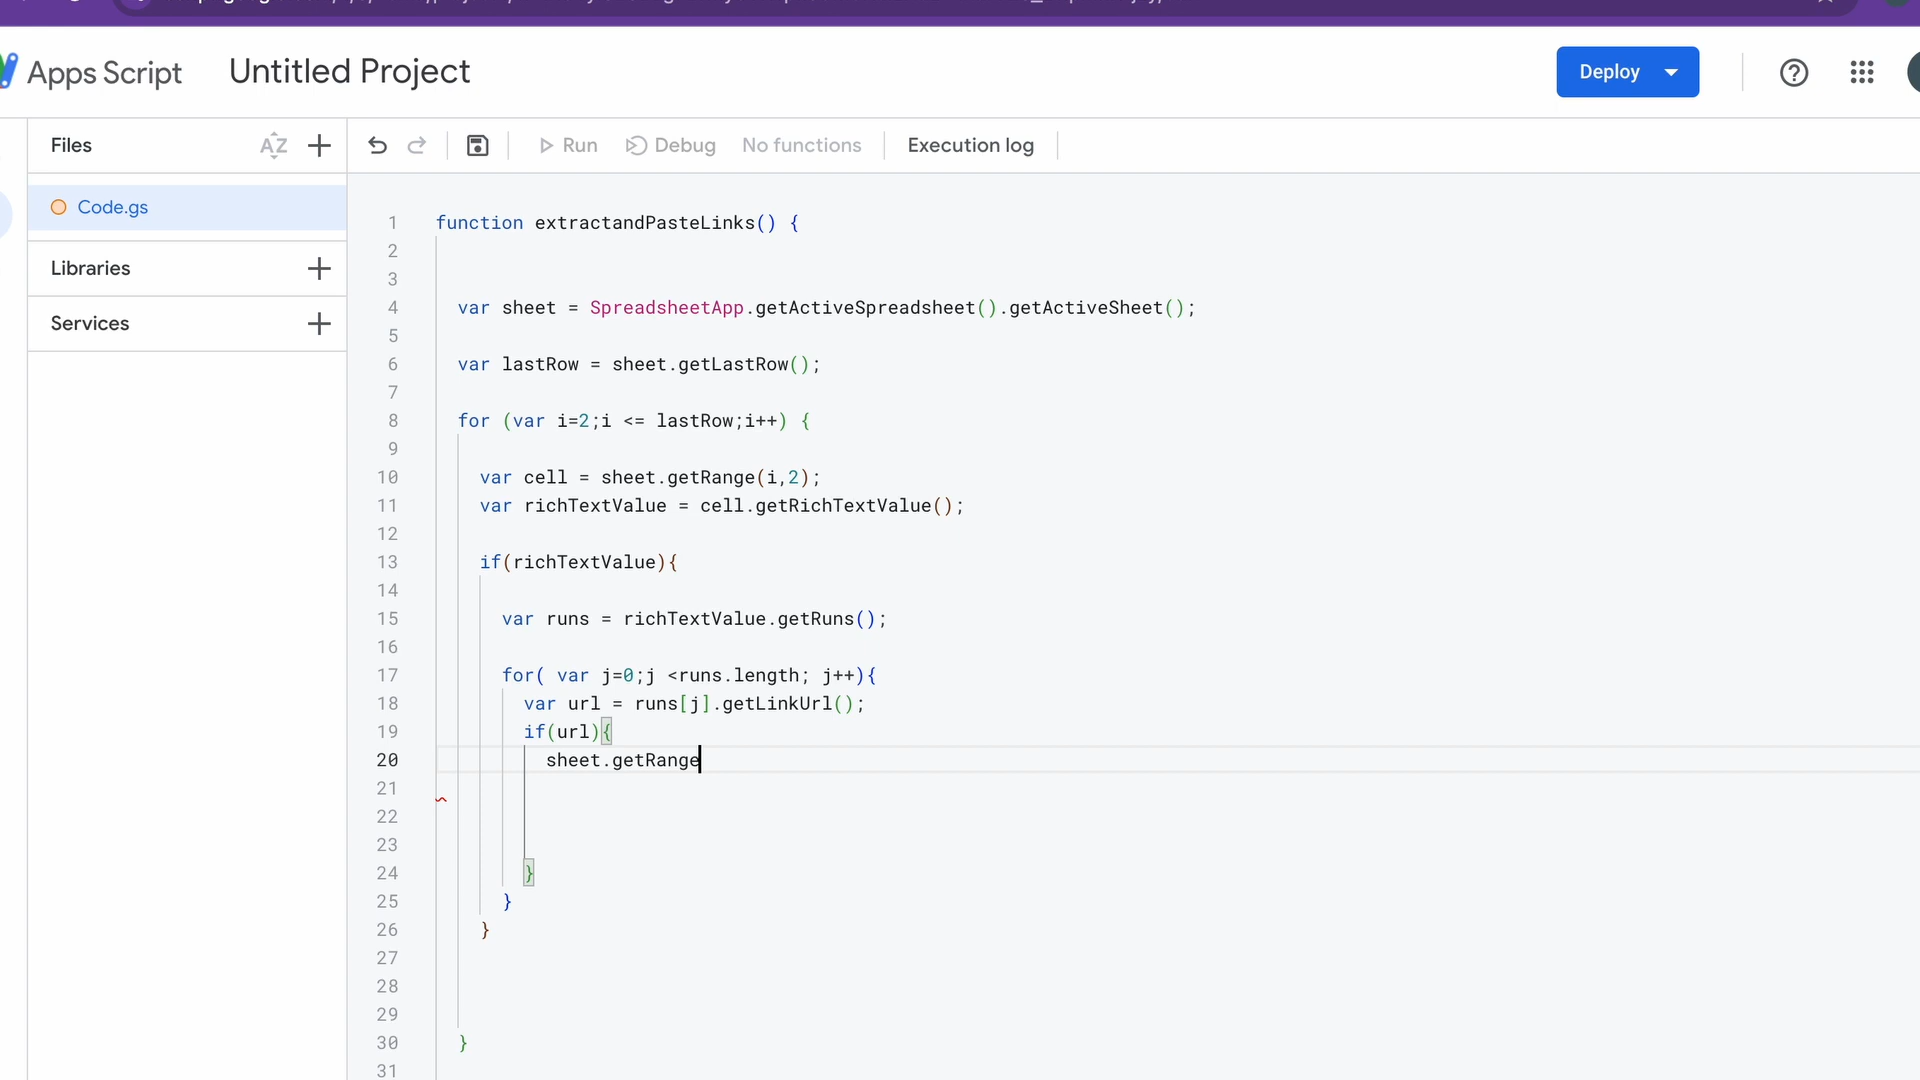 Apps Script
Untitled Project
Deploy
Files
AZ
Run
Debug
No functions
Execution log
Code.gs
Libraries
Services
1 function extractandPasteLinks() {
2
3
4 var sheet = SpreadsheetApp.getActiveSpreadsheet().getActiveSheet();
5
6 var lastRow = sheet.getLastRow();
7
8 for (var i=2;i <= lastRow;i++) {
9
10 var cell = sheet.getRange(i,2);
11 var richTextValue = cell.getRichTextValue();
12
13 if(richTextValue){
14
15 var runs = richTextValue.getRuns();
16
17 for( var j=0;j <runs.length; j++){
18 var url = runs[j].getLinkUrl();
19 if(url){
20 sheet.getRange
21
22
23
24 }
25 }
26 }
27
28
29
30 }
31